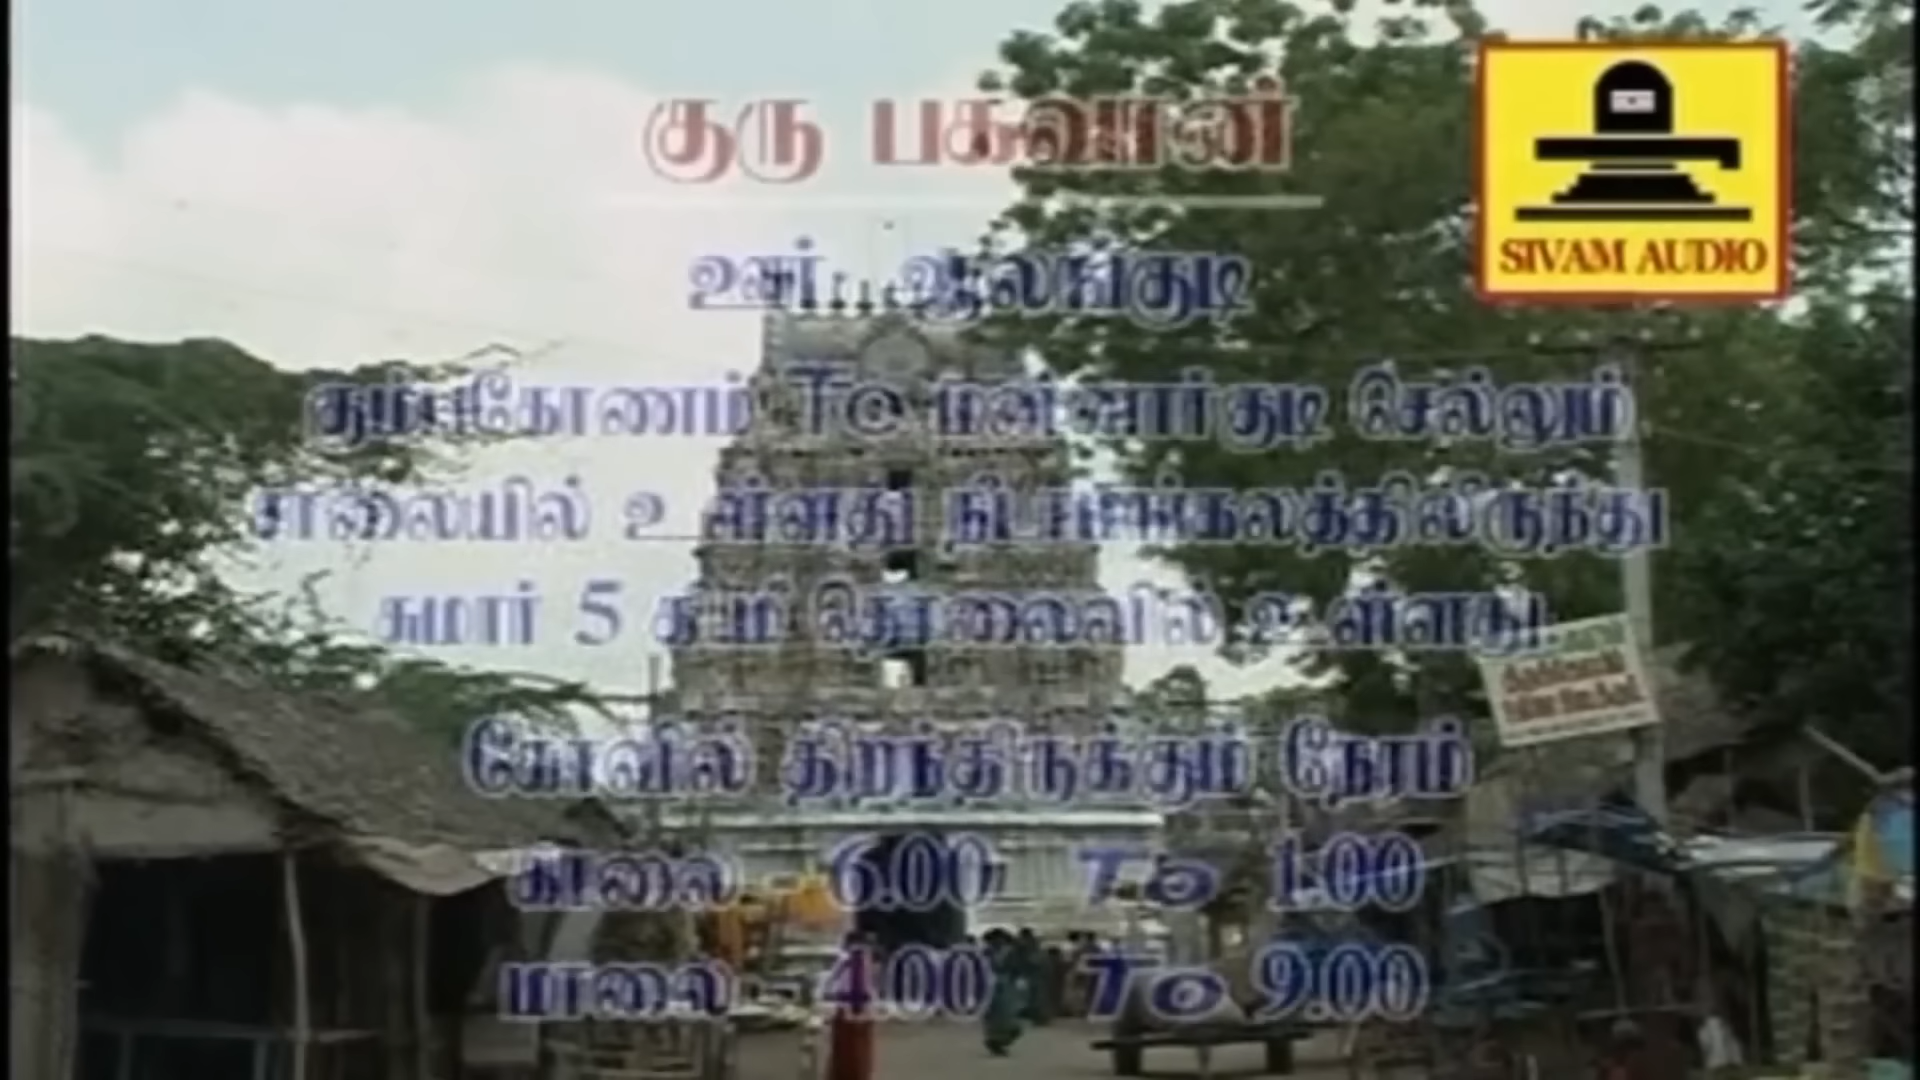 குரு பகவான்
ஊர்... ஆலங்குடி
SIVAM AUDIO
கும்பகோணம் To மன்னார்குடி செல்லும்
சாலையில் உள்ளது நீடாமங்கலத்திலிருந்து
சுமார் 5 கி.மீ தொலைவில் உள்ளது.
கோவில் திறந்திருக்கும் நேரம்
காலை - 6.00 To 1.00
மாலை - 4.00 To 9.00